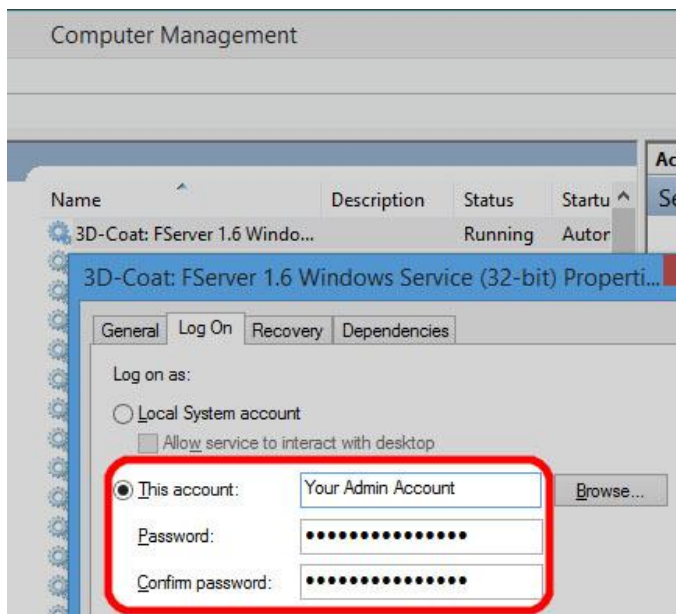 Computer Management
Ac
Name Description Status Startu Se
3D-Coat: FServer 1.6 Windo... Running Autor
3D-Coat: FServer 1.6 Windows Service (32-bit) Properti...
General Log On Recovery Dependencies
Log on as:
Local System account
Allow service to interact with desktop
This account: Your Admin Account Browse...
Password: •••••••••••••••
Confirm password: •••••••••••••••